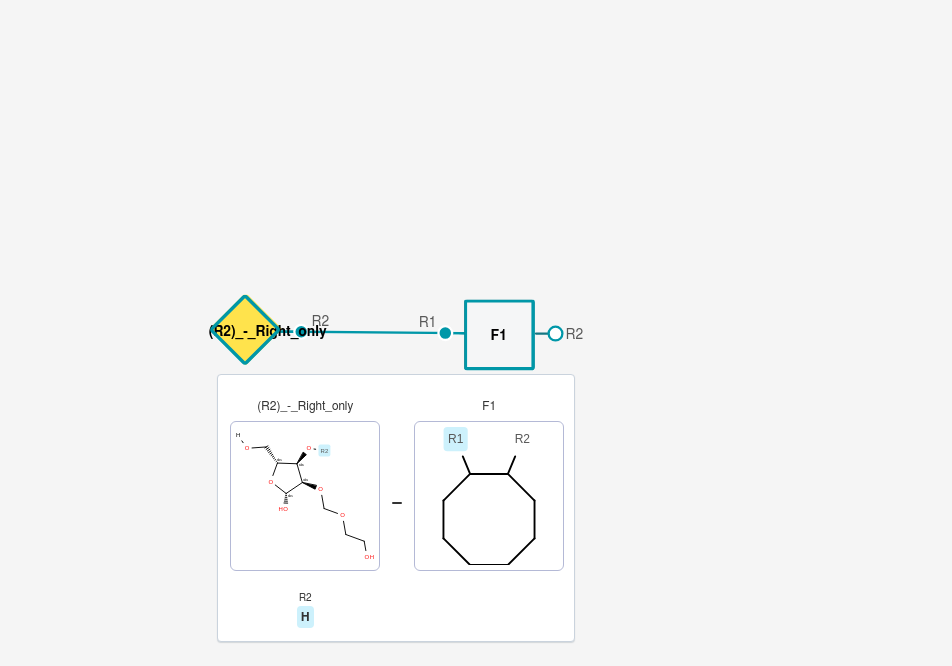 R2
R1
(R2)_-_Right_only
F1
R2
(R2)_-_Right_only
F1
H
O
O
R2
O
O
HO
O
OH
R1
R2
R2
H